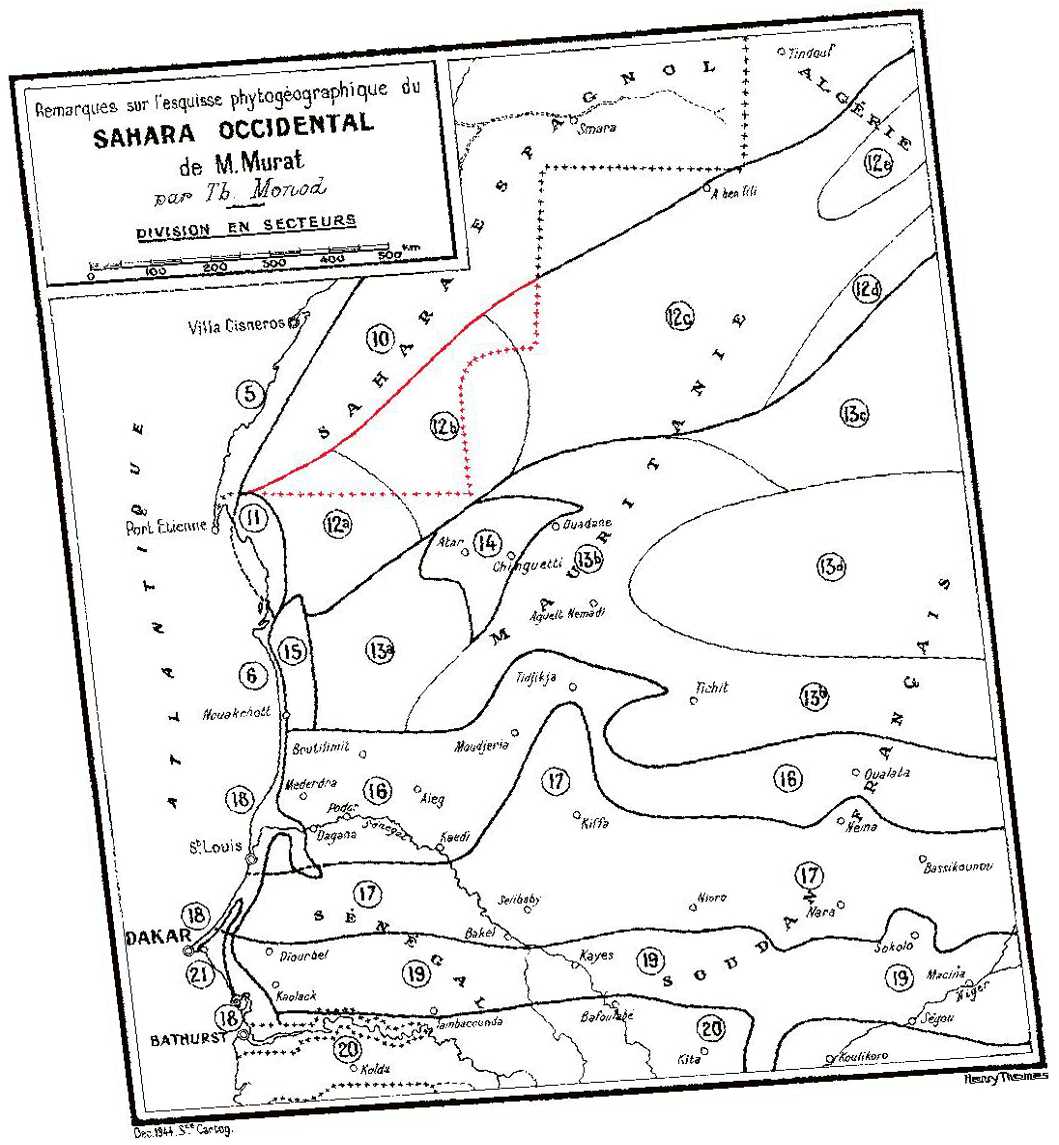 Remarques sur l'esquisse phytogéographique du
SAHARA OCCIDENTAL
de M. Murat
par Th. Monod
DIVISION EN SECTEURS
0 100 200 300 400 500 Km
Tindouf
ALGÉRIE
SAHARA ESPAGNOL
Smara
12e
A ben tili
12d
12c
Villa Cisneros
10
5
12b
13c
ATLANTIQUE
Port Etienne
11
12a
Atar
14
Ouadane
Chinguetti
13b
13d
MAURITANIE
Aguelt Nemadi
15
13a
6
Tidjikja
Tichit
13b
Nouakchott
Boutilimit
Moudjeria
Mederdra
16
Aleg
17
16
Oualata
18
Podor
Sénégal
Dagana
Kaedi
Kiffa
Nema
St Louis
Bassikounou
17
Selibaby
Nioro
17
Nara
18
DAKAR
SÉNÉGAL
Bakel
SOUDAN FRANÇAIS
Sokolo
Diourbel
21
19
Kayes
19
19
Macina
Niger
Kaolack
18
Tambacounda
Bafoulabé
Ségou
BATHURST
20
Kolda
20
Kita
Koulikoro
Henry Thomas
Dec. 1944. Sce Cartog.